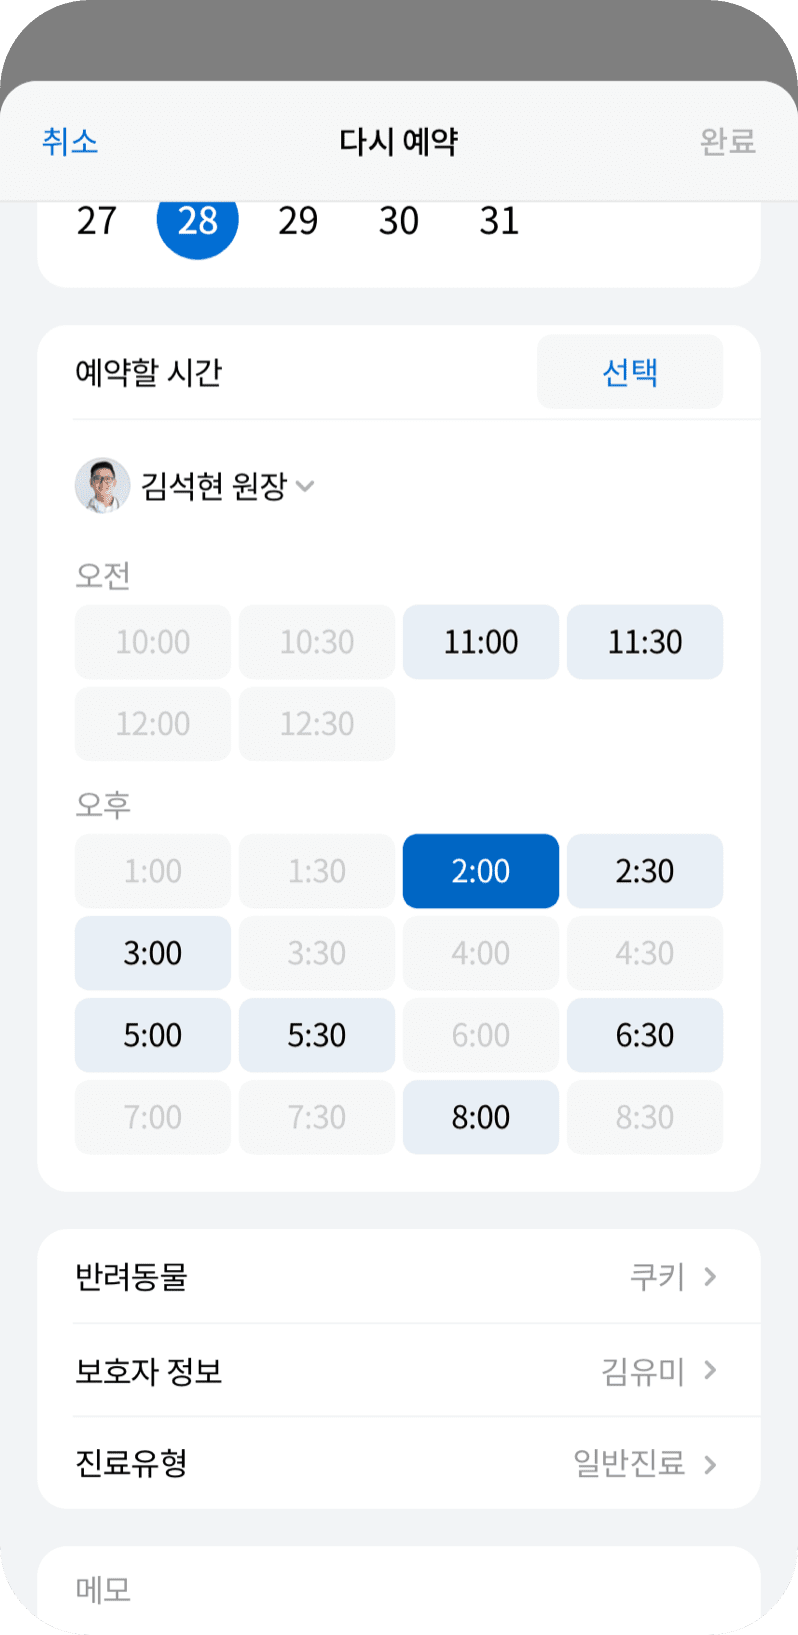 취소 다시 예약 완료
27 28 29 30 31
예약할 시간 선택
김석현 원장
오전
10:00 10:30 11:00 11:30
12:00 12:30
오후
1:00 1:30 2:00 2:30
3:00 3:30 4:00 4:30
5:00 5:30 6:00 6:30
7:00 7:30 8:00 8:30
반려동물 쿠키
보호자 정보 김유미
진료유형 일반진료
메모